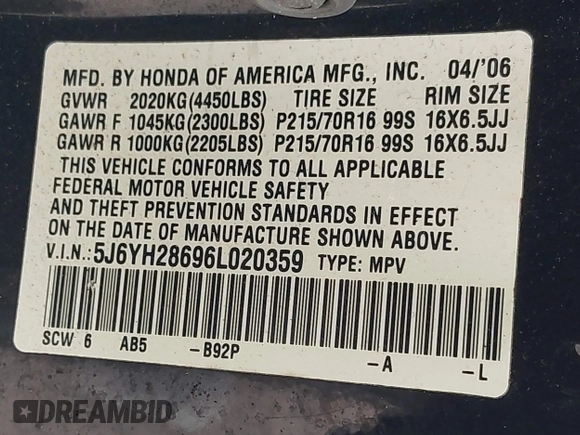 MFD. BY HONDA OF AMERICA MFG., INC. 04/'06
GVWR 2020KG(4450LBS) TIRE SIZE RIM SIZE
GAWR F 1045KG(2300LBS) P215/70R16 99S 16X6.5JJ
GAWR R 1000KG(2205LBS) P215/70R16 99S 16X6.5JJ
THIS VEHICLE CONFORMS TO ALL APPLICABLE
FEDERAL MOTOR VEHICLE SAFETY
AND THEFT PREVENTION STANDARDS IN EFFECT
ON THE DATE OF MANUFACTURE SHOWN ABOVE.
V.I.N.: 5J6YH28696L020359 TYPE: MPV
SCW 6 AB5 -B92P -A -L
DREAMBID